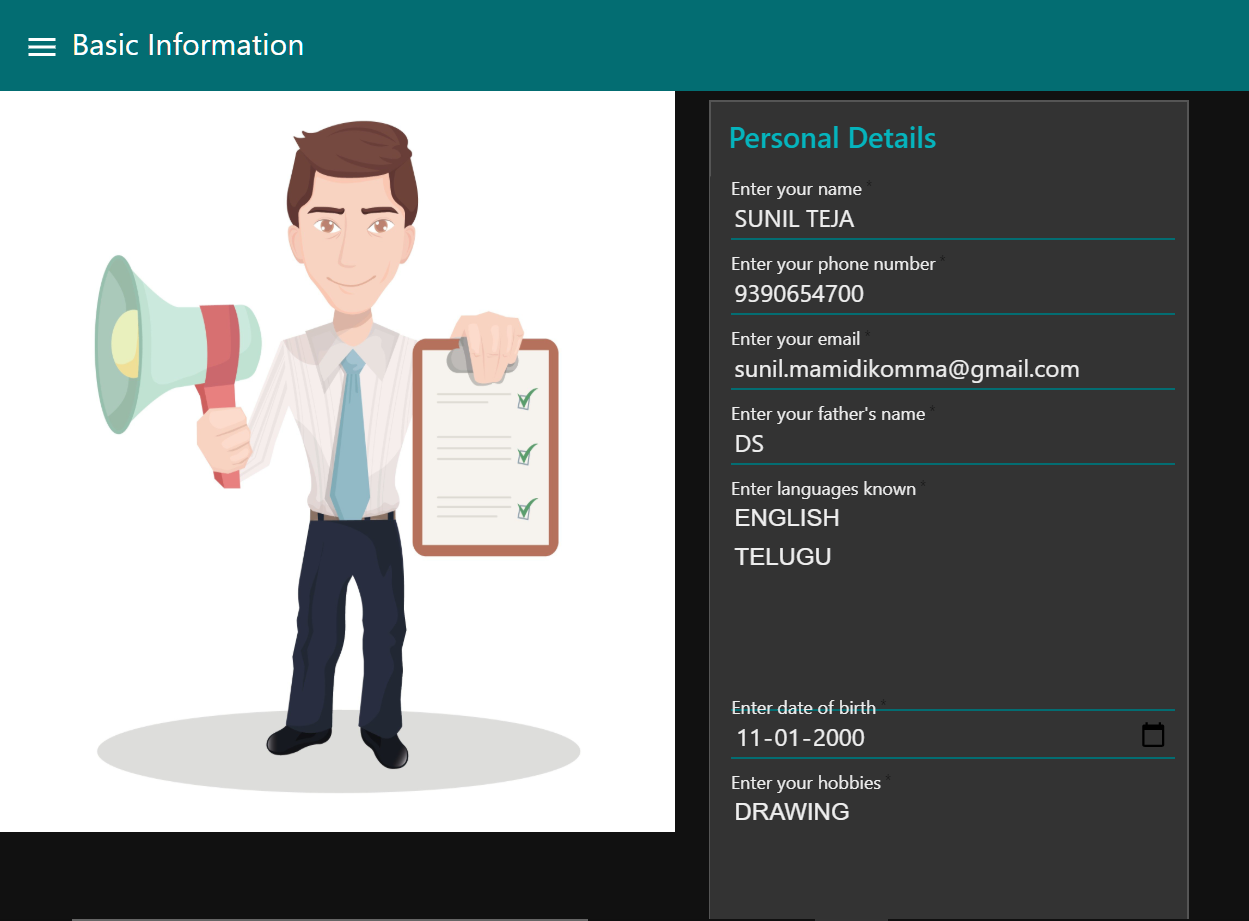 Basic Information
Personal Details
Enter your name *
SUNIL TEJA
Enter your phone number *
9390654700
Enter your email *
sunil.mamidikomma@gmail.com
Enter your father's name *
DS
Enter languages known *
ENGLISH
TELUGU
Enter date of birth *
11-01-2000
Enter your hobbies *
DRAWING